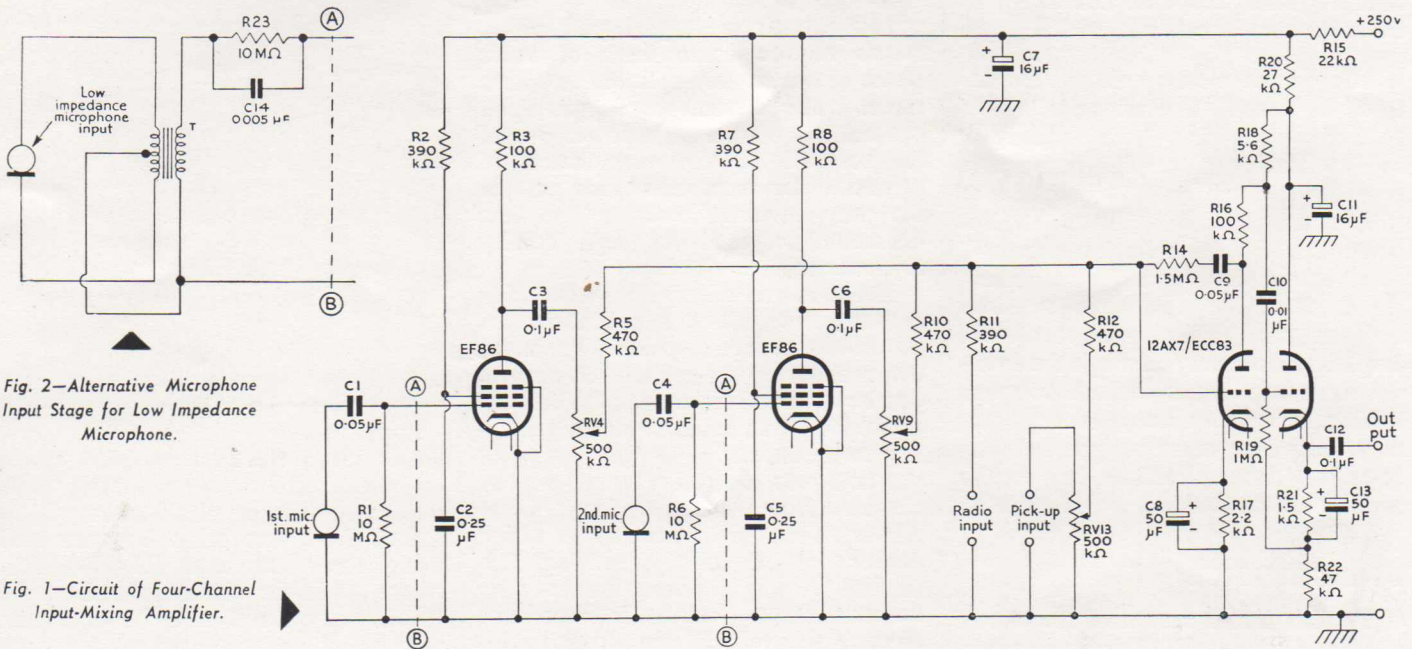 A
R23
10MΩ
C14
0.005 μF
Low
impedance
microphone
input
T
B
Fig. 2—Alternative Microphone
Input Stage for Low Impedance
Microphone.
+250v
R15
22kΩ
C7
16μF
+
-
R20
27
kΩ
R2
390
kΩ
R3
100
kΩ
R7
390
kΩ
R8
100
kΩ
R18
5·6
kΩ
C11
16μF
+
-
R16
100
kΩ
R14
1·5MΩ
C9
0·05μF
C10
0·01
μF
C3
0·1μF
R5
470
kΩ
C6
0·1μF
R10
470
kΩ
R11
390
kΩ
R12
470
kΩ
EF86
EF86
12AX7/ECC83
C1
0·05μF
A
C4
0·05μF
A
RV4
500
kΩ
RV9
500
kΩ
R19
1MΩ
C12
0·1μF
Out
put
1st. mic.
input
R1
10
MΩ
C2
0·25
μF
2nd. mic
input
R6
10
MΩ
C5
0·25
μF
Radio
input
Pick-up
input
RV13
500
kΩ
C8
50
μF
+
-
R17
2·2
kΩ
R21
1·5
kΩ
+
-
C13
50
μF
R22
47
kΩ
B
B
Fig. 1—Circuit of Four-Channel
Input-Mixing Amplifier.